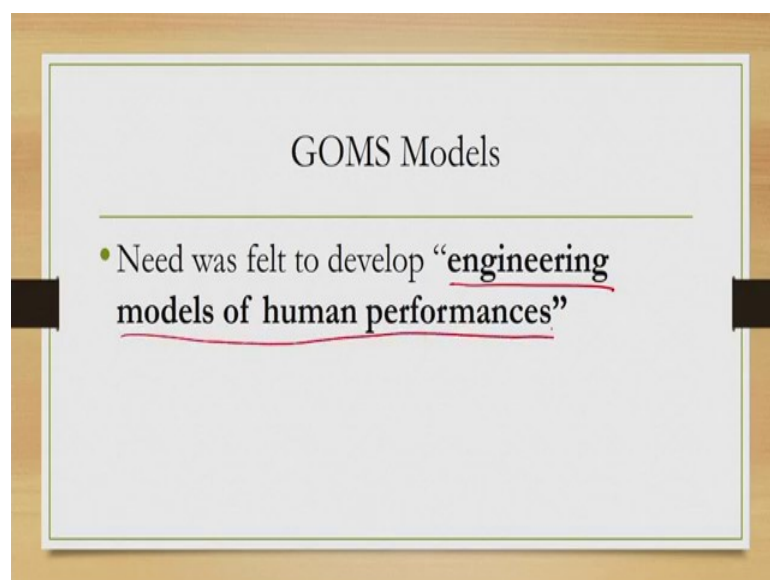 GOMS Models
• Need was felt to develop “engineering
models of human performances”